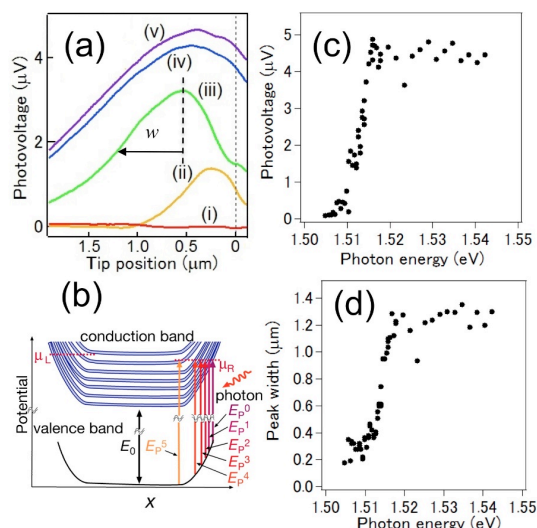 (a)
Photovoltage (μV)
4
2
0
(v)
(iv)
(iii)
w
(ii)
(i)
1.5
1.0
0.5
0
Tip position (μm)
(b)
conduction band
μL
μR
photon
Potential
valence band
E0
EP5
EP0
EP1
EP2
EP3
EP4
x
(c)
Photovoltage (μV)
5
4
3
2
1
0
1.50 1.51 1.52 1.53 1.54 1.55
Photon energy (eV)
(d)
Peak width (μm)
1.4
1.2
1.0
0.8
0.6
0.4
0.2
0
1.50 1.51 1.52 1.53 1.54 1.55
Photon energy (eV)